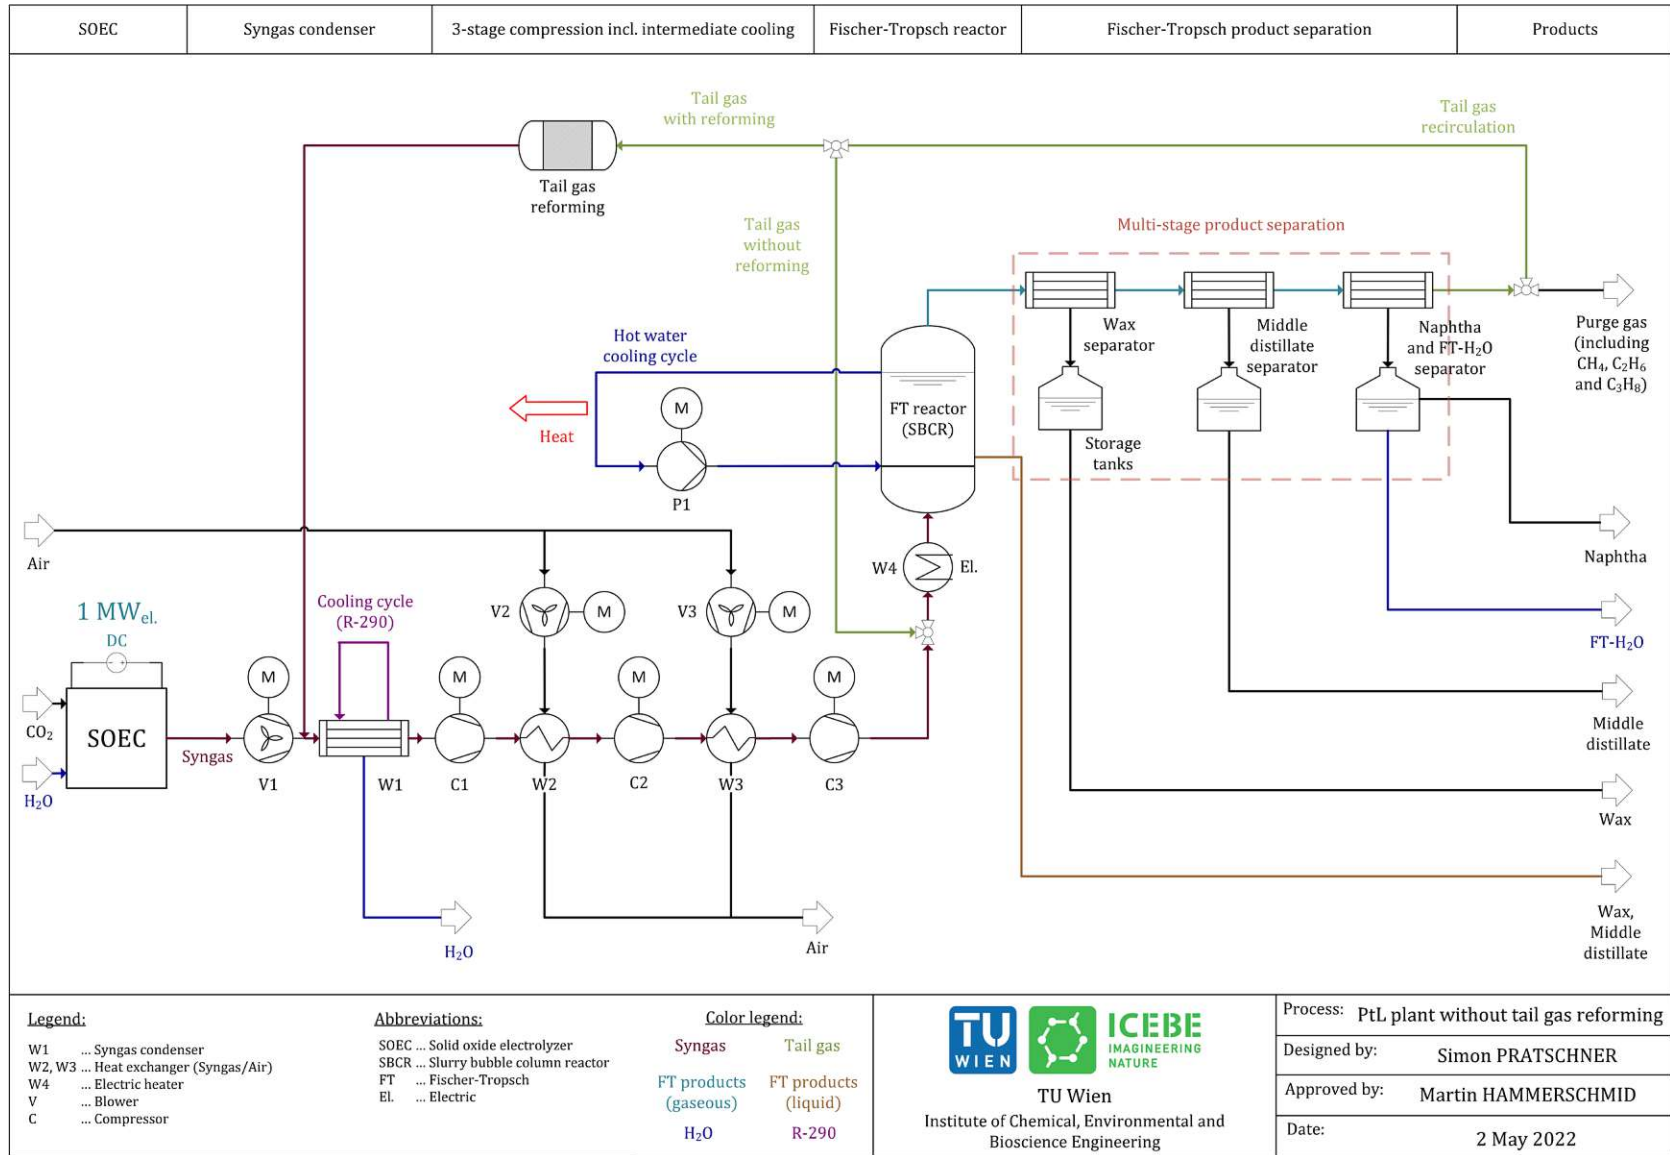 SOEC
Syngas condenser
3-stage compression incl. intermediate cooling
Fischer-Tropsch reactor
Fischer-Tropsch product separation
Products
Tail gas
with reforming
Tail gas
recirculation
Tail gas
reforming
Tail gas
without
reforming
Multi-stage product separation
Hot water
cooling cycle
Wax
separator
Middle
distillate
separator
Naphtha
and FT-H₂O
separator
Purge gas
(including
CH₄, C₂H₆
and C₃H₈)
M
FT reactor
(SBCR)
Heat
Storage
tanks
P1
Air
Naphtha
W4
El.
1 MWel.
DC
Cooling cycle
(R-290)
V2
M
V3
M
FT-H₂O
M
M
M
M
CO₂
SOEC
Syngas
H₂O
V1
W1
C1
W2
C2
W3
C3
Middle
distillate
Wax
H₂O
Air
Wax,
Middle
distillate
Legend:
W1 ... Syngas condenser
W2, W3 ... Heat exchanger (Syngas/Air)
W4 ... Electric heater
V ... Blower
C ... Compressor
Abbreviations:
SOEC ... Solid oxide electrolyzer
SBCR ... Slurry bubble column reactor
FT ... Fischer-Tropsch
El. ... Electric
Color legend:
Syngas Tail gas
FT products FT products
(gaseous) (liquid)
H₂O R-290
TU
WIEN
ICEBE
IMAGINEERING
NATURE
TU Wien
Institute of Chemical, Environmental and
Bioscience Engineering
Process: PtL plant without tail gas reforming
Designed by: Simon PRATSCHNER
Approved by: Martin HAMMERSCHMID
Date: 2 May 2022